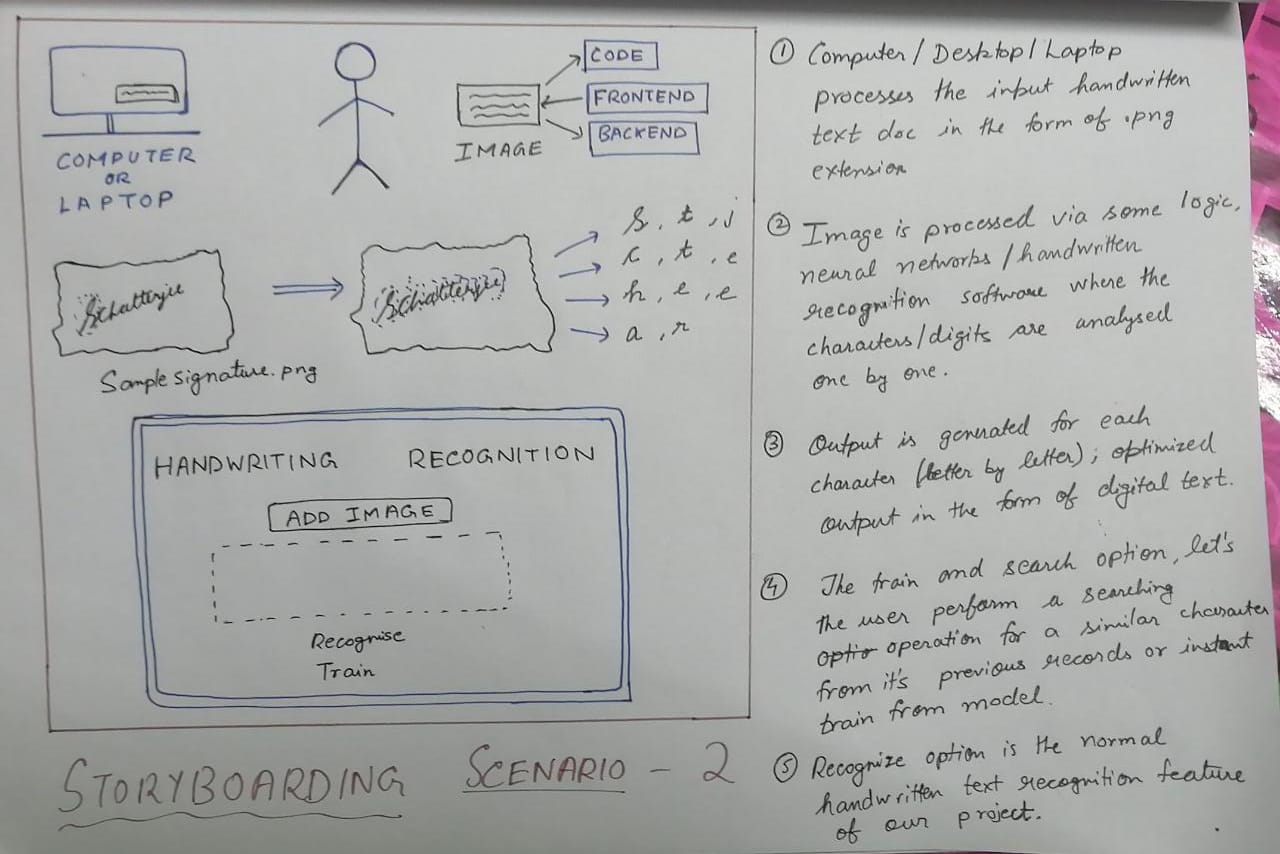 COMPUTER
OR
LAPTOP
IMAGE
CODE
FRONTEND
BACKEND
Schatterjee
Schatterjee
S, t, j
c, t, e
h, e, e
a, r
Sample signature.png
HANDWRITING RECOGNITION
ADD IMAGE
Recognise
Train
STORYBOARDING SCENARIO - 2
① Computer / Desktop / Laptop
processes the input handwritten
text doc in the form of .png
extension
② Image is processed via some logic,
neural networks / handwritten
recognition software where the
characters/digits are analysed
one by one.
③ Output is generated for each
character (letter by letter); optimized
output in the form of digital text.
④ The train and search option, let's
the user perform a searching
optio operation for a similar character
from it's previous records or instant
train from model.
⑤ Recognize option is the normal
handwritten text recognition feature
of our project.